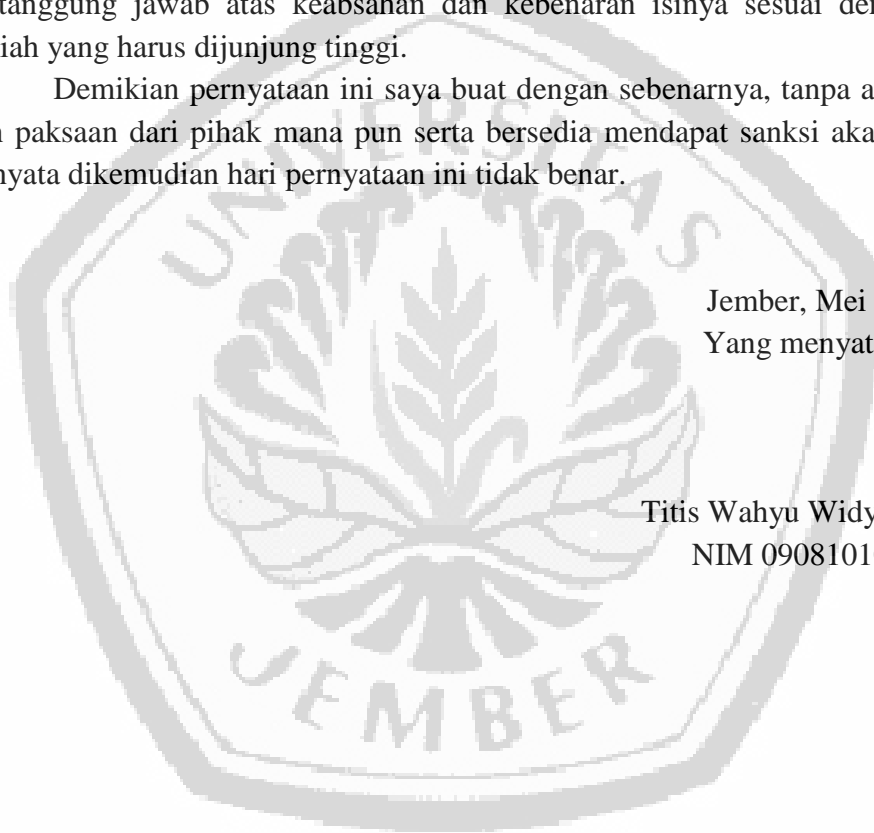 tanggung jawab atas keabsahan dan kebenaran isinya sesuai de
iah yang harus dijunjung tinggi.
Demikian pernyataan ini saya buat dengan sebenarnya, tanpa a
paksaan dari pihak mana pun serta bersedia mendapat sanksi aka
nyata dikemudian hari pernyataan ini tidak benar.
Jember, Mei
Yang menyat
Titis Wahyu Widy
NIM 09081010
UNIVERSITAS
JEMBER